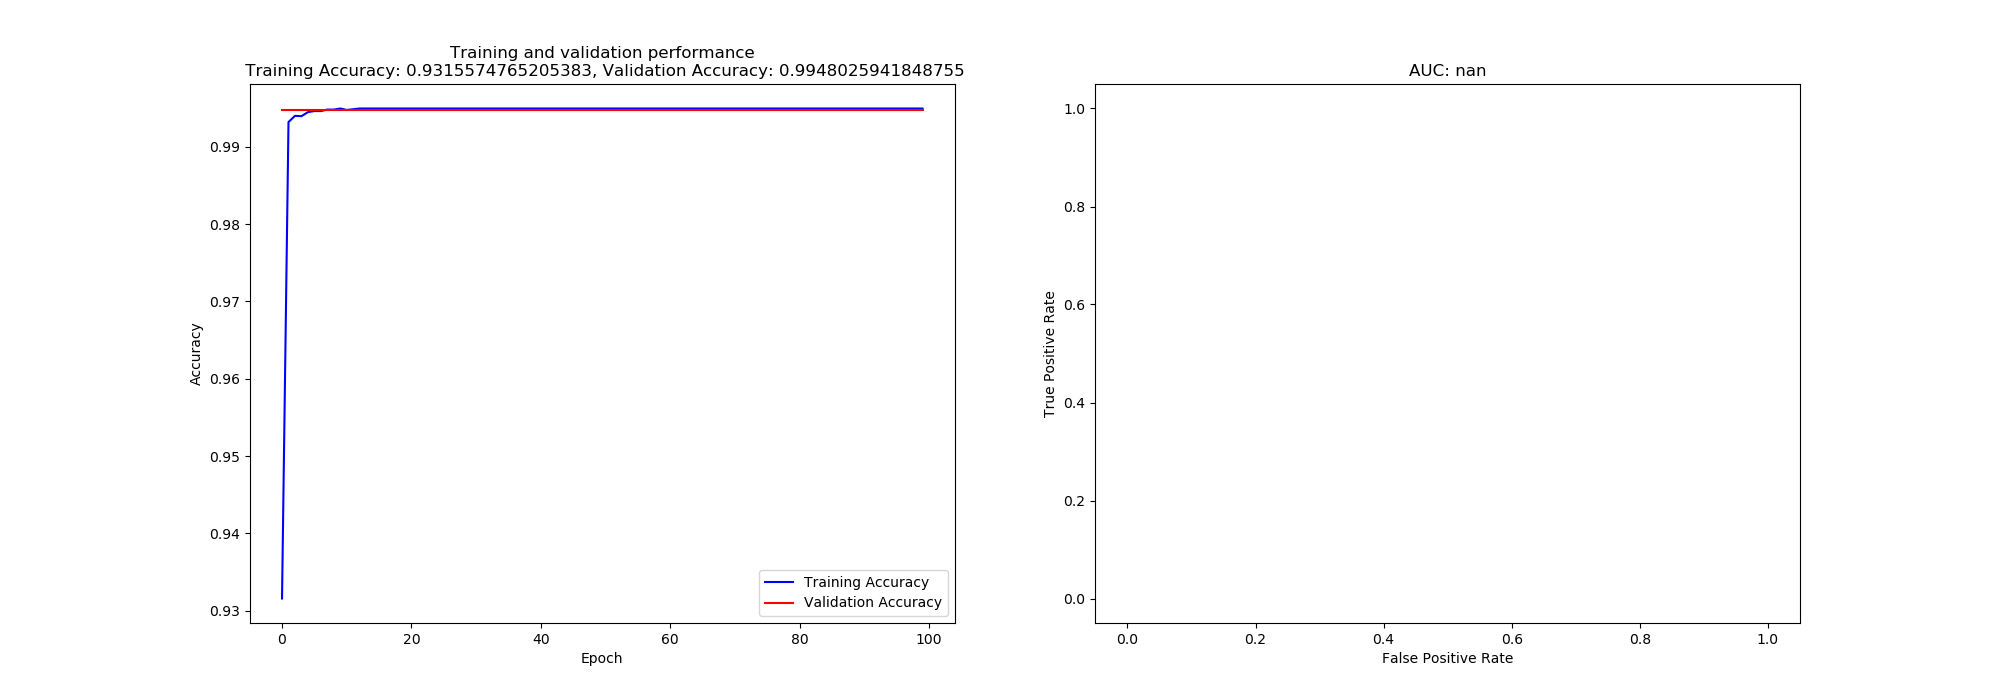 Training and validation performance
Training Accuracy: 0.9315574765205383, Validation Accuracy: 0.9948025941848755
0.99
0.98
0.97
0.96
0.95
0.94
0.93
Accuracy
0
20
40
60
80
100
Epoch
Training Accuracy
Validation Accuracy
AUC: nan
1.0
0.8
0.6
0.4
0.2
0.0
True Positive Rate
0.0
0.2
0.4
0.6
0.8
1.0
False Positive Rate